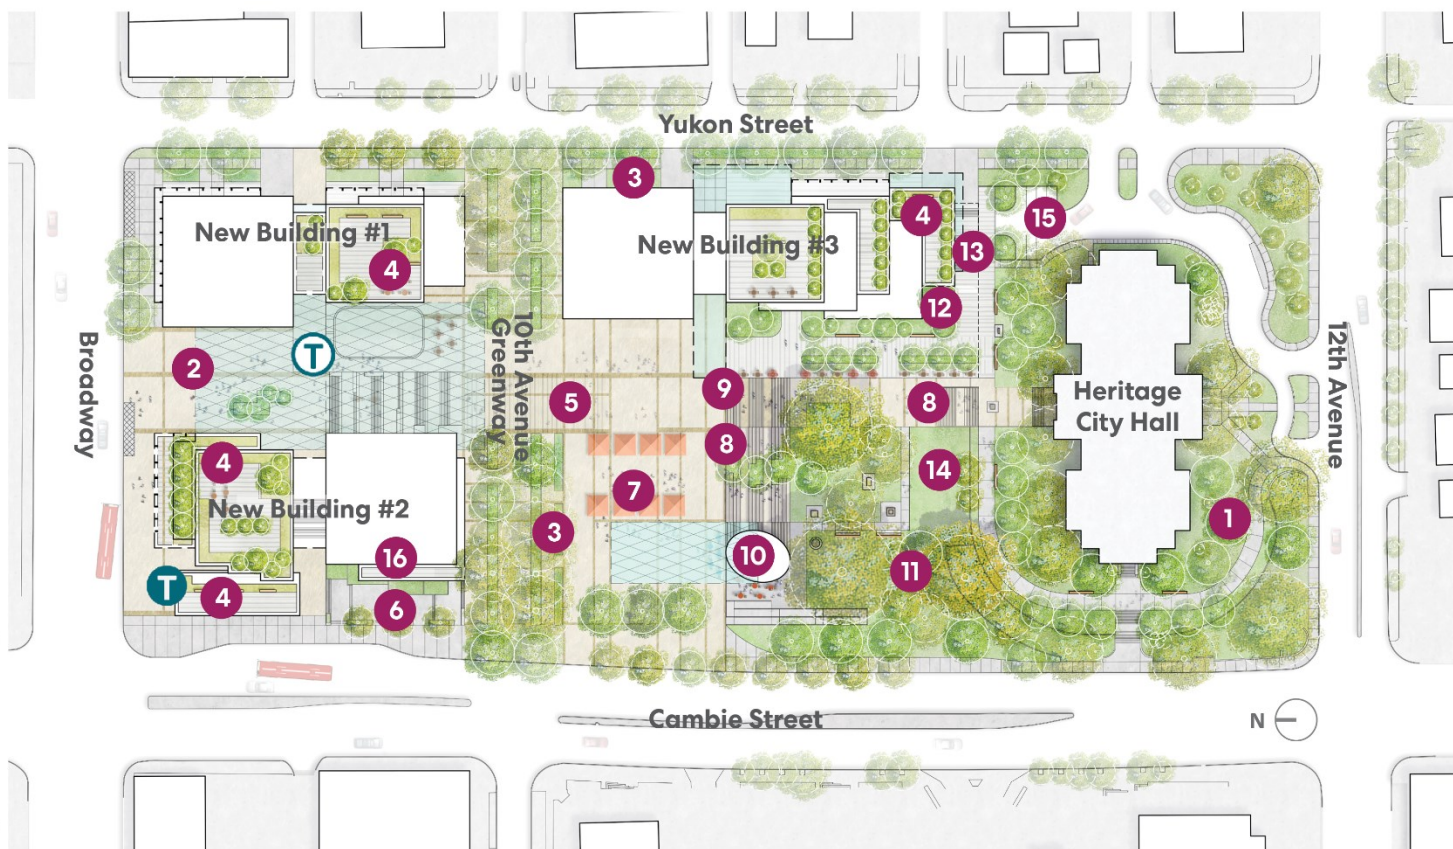 Yukon Street
3
4
15
New Building #1
New Building #3
13
4
12
T
10th Avenue
Greenway
Broadway
2
9
5
8
Heritage
City Hall
12th Avenue
8
4
14
7
New Building #2
1
3
16
10
11
T
4
6
Cambie Street
N